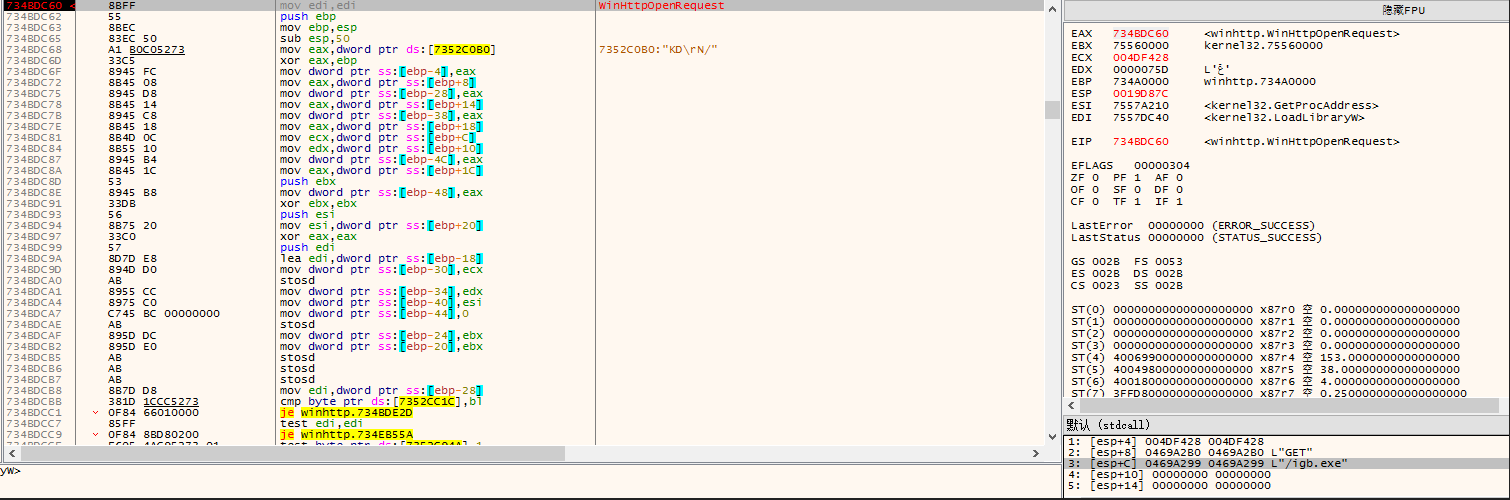 734BDC60 < 8BFF mov edi,edi WinHttpOpenRequest
734BDC62 55 push ebp
734BDC63 8BEC mov ebp,esp
734BDC65 83EC 50 sub esp,50
734BDC68 A1 B0C05273 mov eax,dword ptr ds:[7352C0B0] 7352C0B0:"KD\rN/"
734BDC6D 33C5 xor eax,ebp
734BDC6F 8945 FC mov dword ptr ss:[ebp-4],eax
734BDC72 8B45 08 mov eax,dword ptr ss:[ebp+8]
734BDC75 8945 D8 mov dword ptr ss:[ebp-28],eax
734BDC78 8B45 14 mov eax,dword ptr ss:[ebp+14]
734BDC7B 8945 C8 mov dword ptr ss:[ebp-38],eax
734BDC7E 8B45 18 mov eax,dword ptr ss:[ebp+18]
734BDC81 8B4D 0C mov ecx,dword ptr ss:[ebp+C]
734BDC84 8B55 10 mov edx,dword ptr ss:[ebp+10]
734BDC87 8945 B4 mov dword ptr ss:[ebp-4C],eax
734BDC8A 8B45 1C mov eax,dword ptr ss:[ebp+1C]
734BDC8D 53 push ebx
734BDC8E 8945 B8 mov dword ptr ss:[ebp-48],eax
734BDC91 33DB xor ebx,ebx
734BDC93 56 push esi
734BDC94 8B75 20 mov esi,dword ptr ss:[ebp+20]
734BDC97 33C0 xor eax,eax
734BDC99 57 push edi
734BDC9A 8D7D E8 lea edi,dword ptr ss:[ebp-18]
734BDC9D 894D D0 mov dword ptr ss:[ebp-30],ecx
734BDCA0 AB stosd
734BDCA1 8955 CC mov dword ptr ss:[ebp-34],edx
734BDCA4 8975 C0 mov dword ptr ss:[ebp-40],esi
734BDCA7 C745 BC 00000000 mov dword ptr ss:[ebp-44],0
734BDCAE AB stosd
734BDCAF 895D DC mov dword ptr ss:[ebp-24],ebx
734BDCB2 895D E0 mov dword ptr ss:[ebp-20],ebx
734BDCB5 AB stosd
734BDCB6 AB stosd
734BDCB7 AB stosd
734BDCB8 8B7D D8 mov edi,dword ptr ss:[ebp-28]
734BDCBB 381D 1CCC5273 cmp byte ptr ds:[7352CC1C],bl
734BDCC1 0F84 66010000 je winhttp.734BDE2D
734BDCC7 85FF test edi,edi
734BDCC9 0F84 8BD80200 je winhttp.734EB55A
yW>
隐藏FPU
EAX 734BDC60 <winhttp.WinHttpOpenRequest>
EBX 75560000 kernel32.75560000
ECX 004DF428
EDX 0000075D
EBP 734A0000 winhttp.734A0000
ESP 0019D87C
ESI 7557A210 <kernel32.GetProcAddress>
EDI 7557DC40 <kernel32.LoadLibraryW>
EIP 734BDC60 <winhttp.WinHttpOpenRequest>
EFLAGS 00000304
ZF 0 PF 1 AF 0
OF 0 SF 0 DF 0
CF 0 TF 1 IF 1
LastError 00000000 (ERROR_SUCCESS)
LastStatus 00000000 (STATUS_SUCCESS)
GS 002B FS 0053
ES 002B DS 002B
CS 0023 SS 002B
ST(0) 00000000000000000000 x87r0 空 0.000000000000000000
ST(1) 00000000000000000000 x87r1 空 0.000000000000000000
ST(2) 00000000000000000000 x87r2 空 0.000000000000000000
ST(3) 00000000000000000000 x87r3 空 0.000000000000000000
ST(4) 40069900000000000000 x87r4 空 153.0000000000000000
ST(5) 40049800000000000000 x87r5 空 38.00000000000000000
ST(6) 40018000000000000000 x87r6 空 4.000000000000000000
ST(7) 3FFD8000000000000000 x87r7 空 0.250000000000000000
默认 (stdcall)
1: [esp+4] 004DF428 004DF428
2: [esp+8] 0469A2B0 0469A2B0 L"GET"
3: [esp+C] 0469A299 0469A299 L"/igb.exe"
4: [esp+10] 00000000 00000000
5: [esp+14] 00000000 00000000